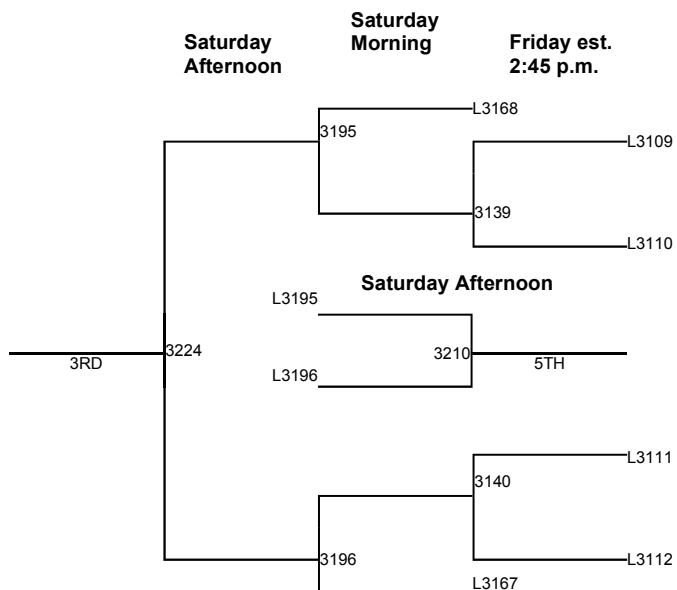 Saturday
Afternoon
Saturday
Morning
Friday est.
2:45 p.m.
L3168
3195
L3109
3139
L3110
Saturday Afternoon
L3195
3224
3210
3RD
5TH
L3196
L3111
3140
3196
L3112
L3167